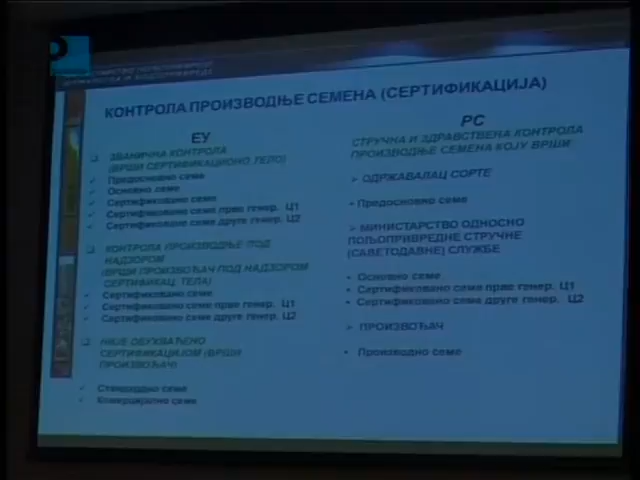 КОНТРОЛА ПРОИЗВОДЊЕ СЕМЕНА (СЕРТИФИКАЦИЈА)
ЕУ
ЗВАНИЧНА КОНТРОЛА
(ВРШИ СЕРТИФИКАЦИОНО ТЕЛО)
Предосновно семе
Основно семе
Сертификовано семе
Сертификовано семе прве генер. Ц1
Сертификоване семе друге генер. Ц2
КОНТРОЛА ПРОИЗВОДЊЕ ПОД
НАДЗОРОМ
(ВРШИ ПРОИЗВОЂАЧ ПОД НАДЗОРОМ
СЕРТИФИКАЦ. ТЕЛА)
Сертификовано семе
Сертификовано семе прве генер. Ц1
Сертификовано семе друге генер. Ц2
НИЈЕ ОБУХВАЋЕНО
СЕРТИФИКАЦИЈОМ (ВРШИ
ПРОИЗВОЂАЧ)
Стандардно семе
Комерцијално семе
РС
СТРУЧНА И ЗДРАВСТВЕНА КОНТРОЛА
ПРОИЗВОДЊЕ СЕМЕНА КОЈУ ВРШИ:
➢ ОДРЖАВАЛАЦ СОРТЕ
• Предосновно семе
➢ МИНИСТАРСТВО ОДНОСНО
ПОЉОПРИВРЕДНЕ СТРУЧНЕ
(САВЕТОДАВНЕ) СЛУЖБЕ
• Основно семе
• Сертификовано семе прве генер. Ц1
• Сертификовано семе друге генер. Ц2
➢ ПРОИЗВОЂАЧ
• Производно семе